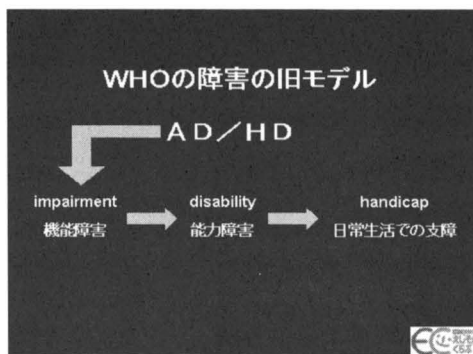 WHOの障害の旧モデル
ＡＤ／ＨＤ
impairment
機能障害
disability
能力障害
handicap
日常生活での支障